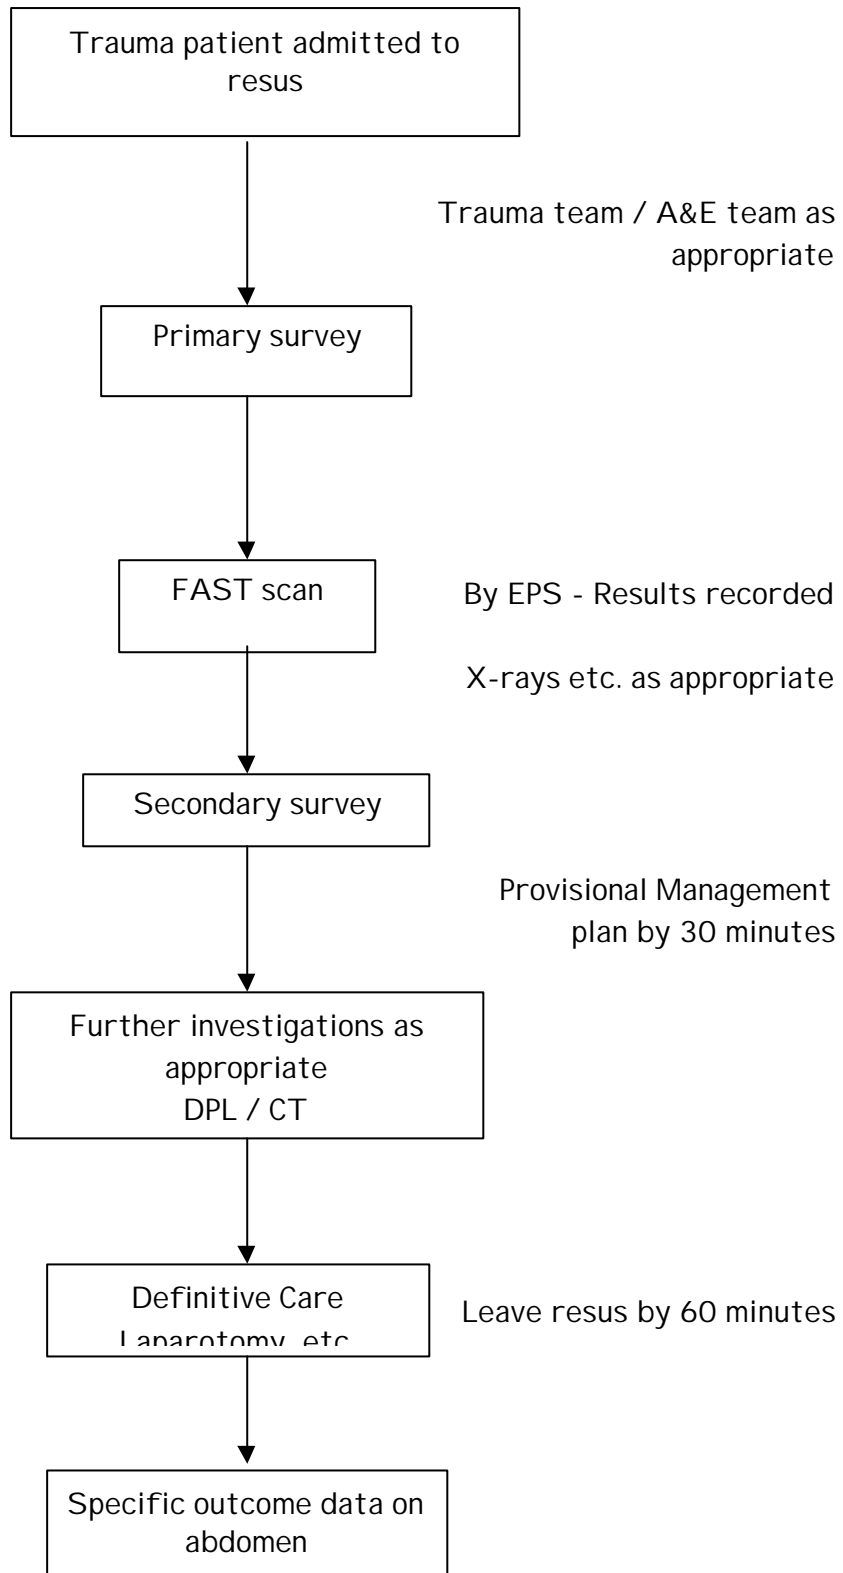 Trauma patient admitted to
resus
Trauma team / A&E team as
appropriate
Primary survey
FAST scan
By EPS - Results recorded
X-rays etc. as appropriate
Secondary survey
Provisional Management
plan by 30 minutes
Further investigations as
appropriate
DPL / CT
Definitive Care
Laparotomy, etc
Leave resus by 60 minutes
Specific outcome data on
abdomen